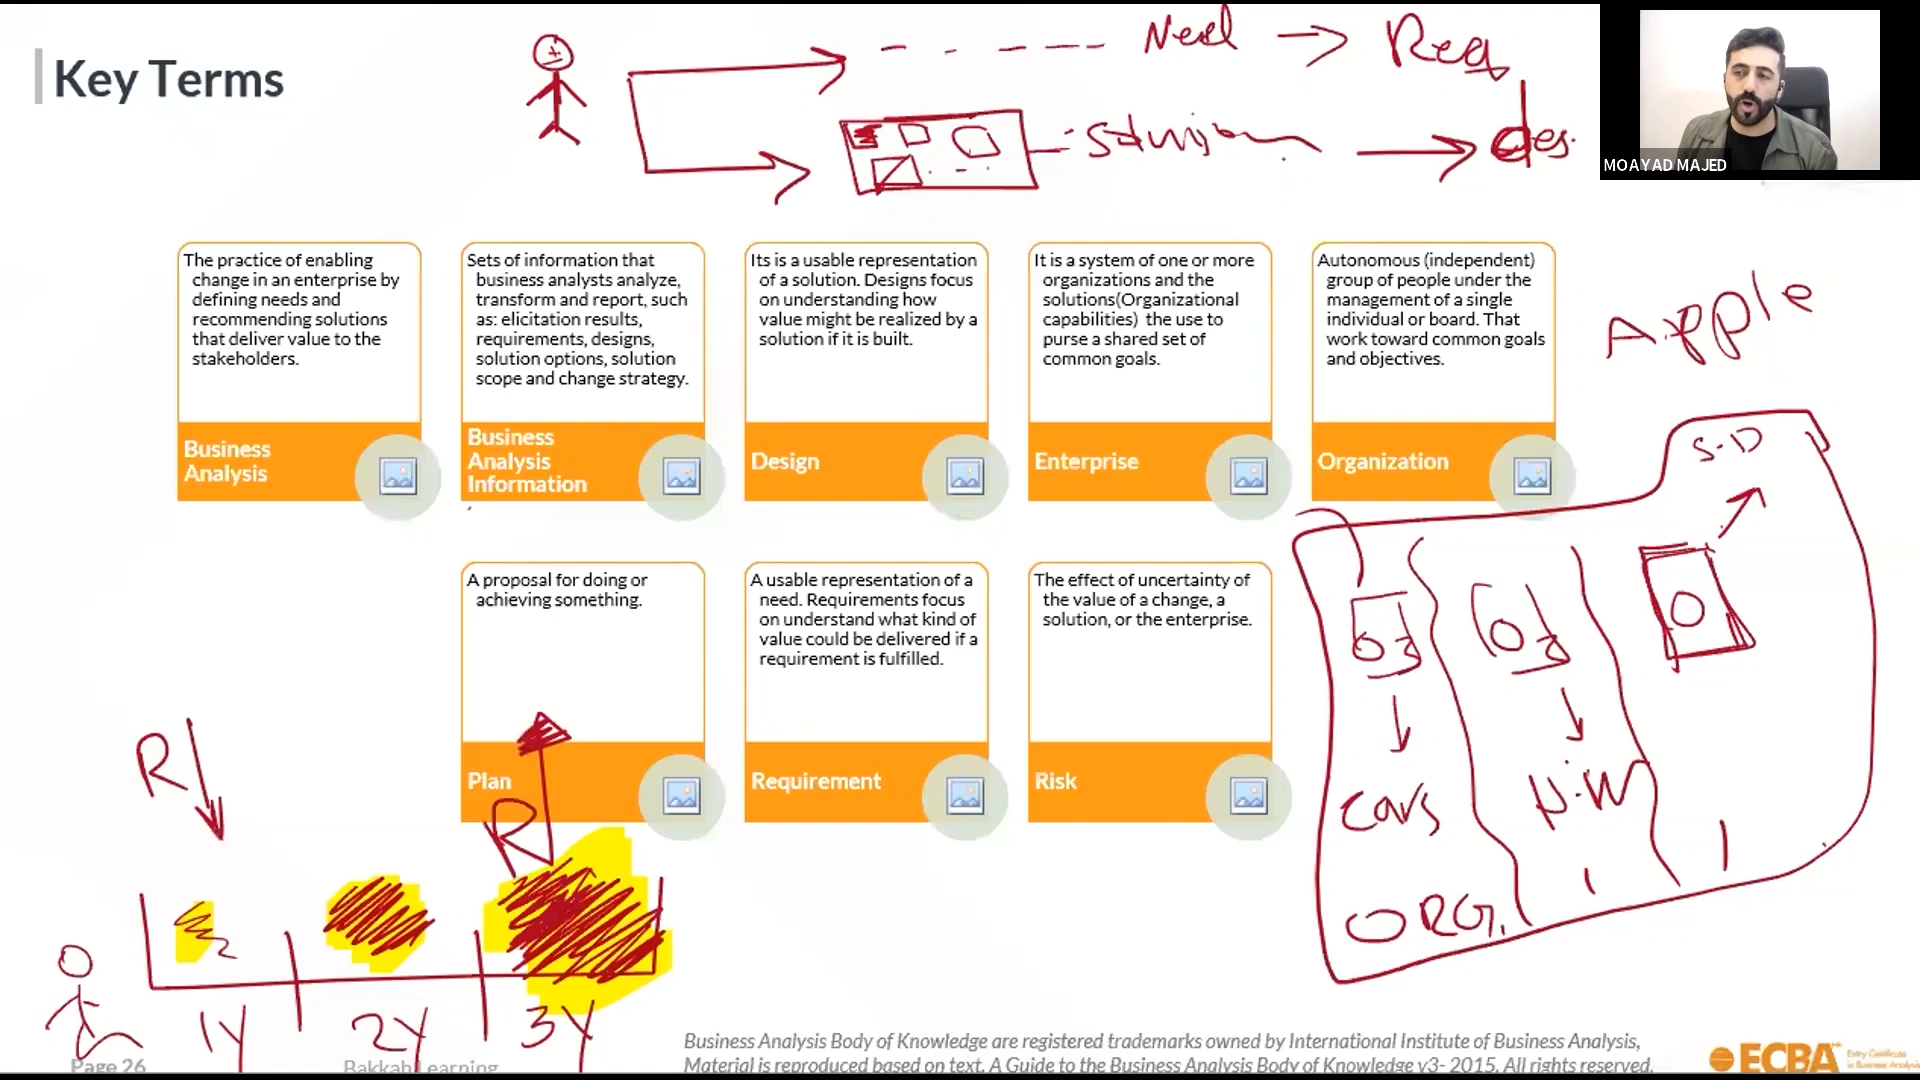 Key Terms
Need → Req
Solution → des.
MOAYAD MAJED
The practice of enabling
change in an enterprise by
defining needs and
recommending solutions
that deliver value to the
stakeholders.
Business
Analysis
Sets of information that
business analysts analyze,
transform and report, such
as: elicitation results,
requirements, designs,
solution options, solution
scope and change strategy.
Business
Analysis
Information
Its is a usable representation
of a solution. Designs focus
on understanding how
value might be realized by a
solution if it is built.
Design
It is a system of one or more
organizations and the
solutions(Organizational
capabilities) the use to
purse a shared set of
common goals.
Enterprise
Autonomous (independent)
group of people under the
management of a single
individual or board. That
work toward common goals
and objectives.
Organization
Apple
S-D
A proposal for doing or
achieving something.
Plan
A usable representation of a
need. Requirements focus
on understand what kind of
value could be delivered if a
requirement is fulfilled.
Requirement
The effect of uncertainty of
the value of a change, a
solution, or the enterprise.
Risk
O
cars
ORG.
R
R
1Y
2Y
3Y
Page 26
Bakkah Learning
Business Analysis Body of Knowledge are registered trademarks owned by International Institute of Business Analysis,
Material is reproduced based on text, A Guide to the Business Analysis Body of Knowledge v3- 2015. All rights reserved.
ECBA
Entry Certificate
in Business Analysis